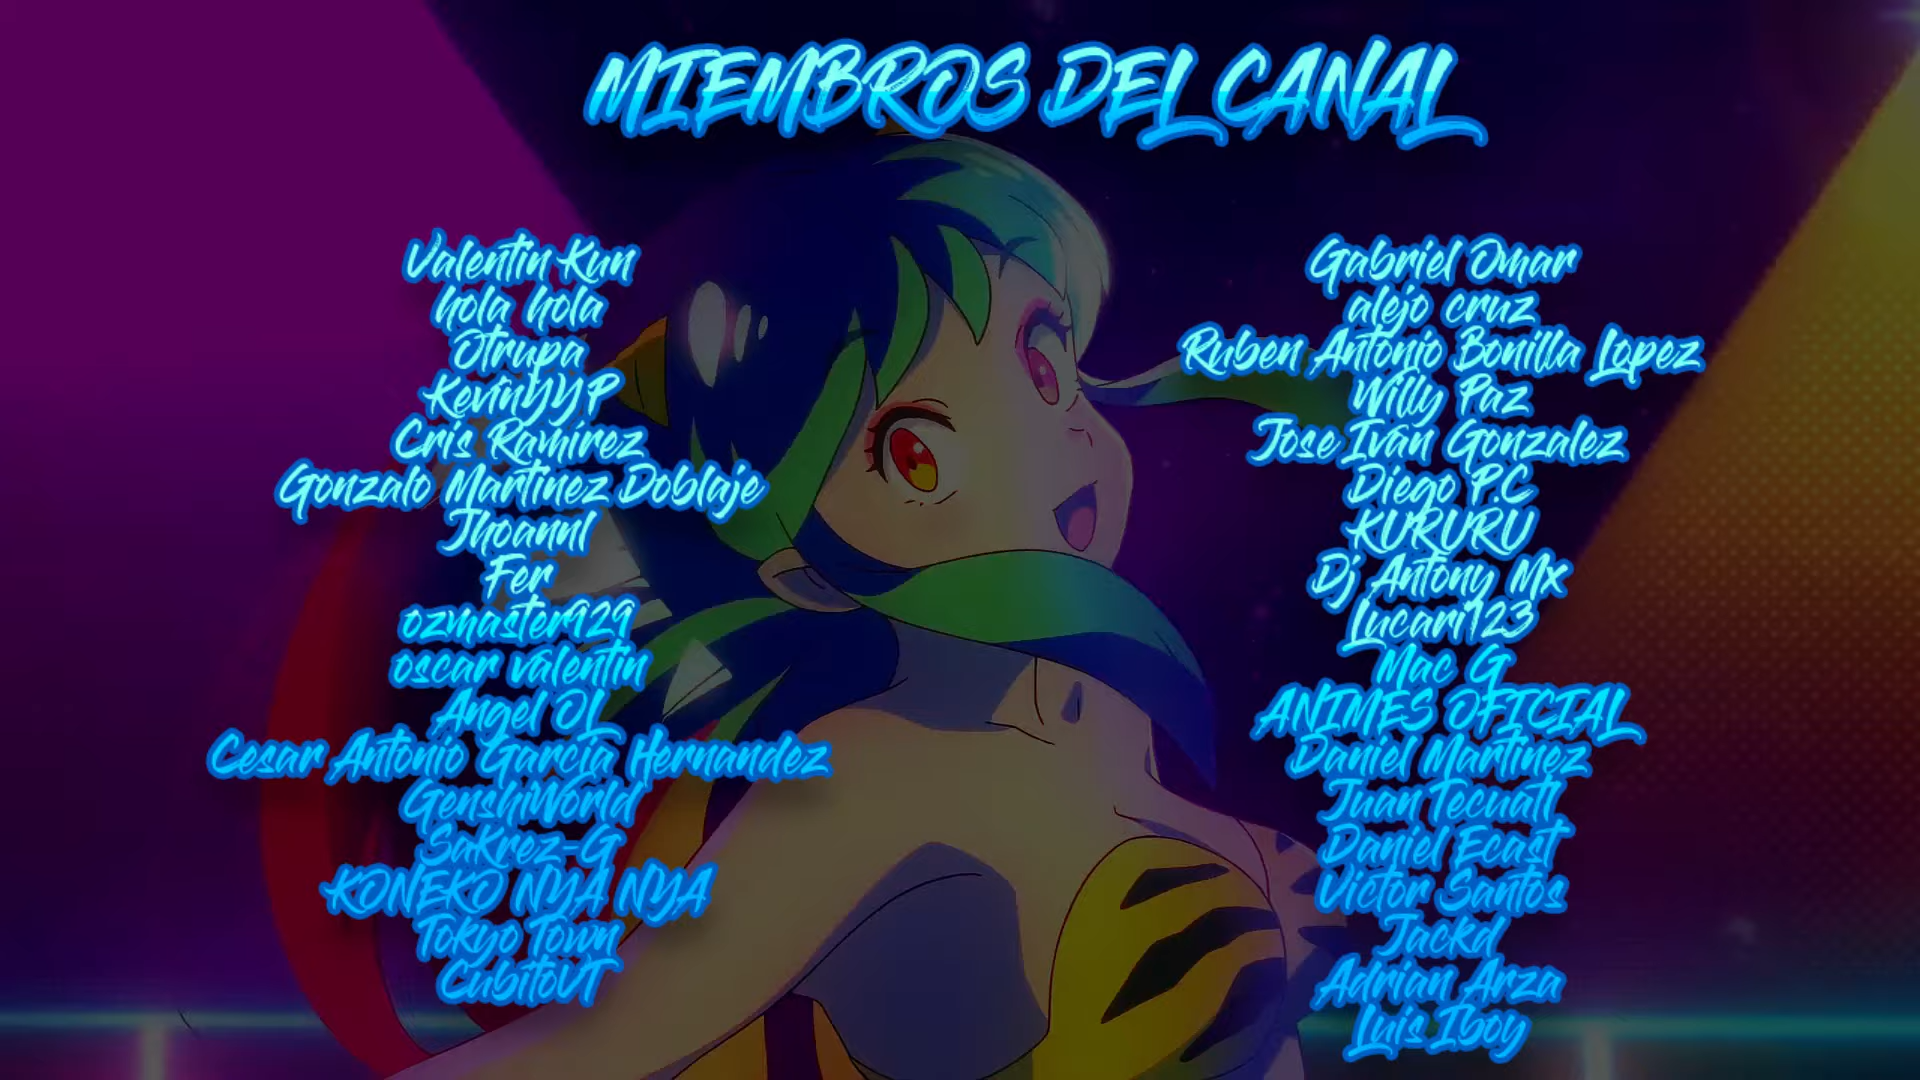 MIEMBROS DEL CANAL
Valentin Kun
hola hola
Otrupa
KevinYYP
Cris Ramirez
Gonzalo Martinez Doblaje
Jhoannl
Fer
ozmaster929
oscar valentin
Angel OL
Cesar Antonio García Hernandez
GenshiWorld
Sakrez-G
KONEKO NYA NYA
Tokyo Town
CubitoVT
Gabriel Omar
alejo cruz
Ruben Antonio Bonilla Lopez
Willy Paz
Jose Ivan Gonzalez
Diego P.C
KURURU
Dj Antony Mx
Lucari123
Mac G
ANIMES OFICIAL
Daniel Martinez
Juan Tecuatl
Daniel Ecast
Victor Santos
Jackd
Adrian Arza
Luis Iboy